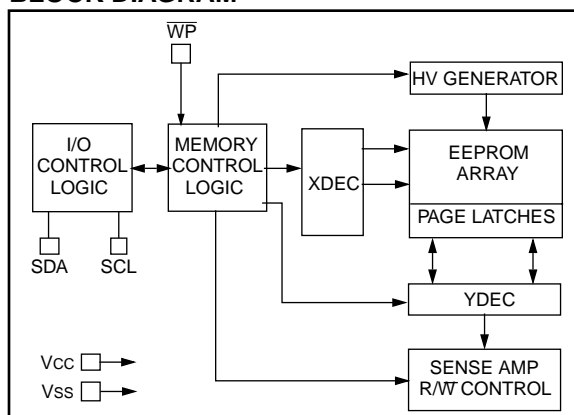 BLOCK DIAGRAM
W̅P̅
HV GENERATOR
I/O
CONTROL
LOGIC
MEMORY
CONTROL
LOGIC
XDEC
EEPROM
ARRAY
PAGE LATCHES
SDA
SCL
YDEC
Vcc
Vss
SENSE AMP
R/W̅ CONTROL